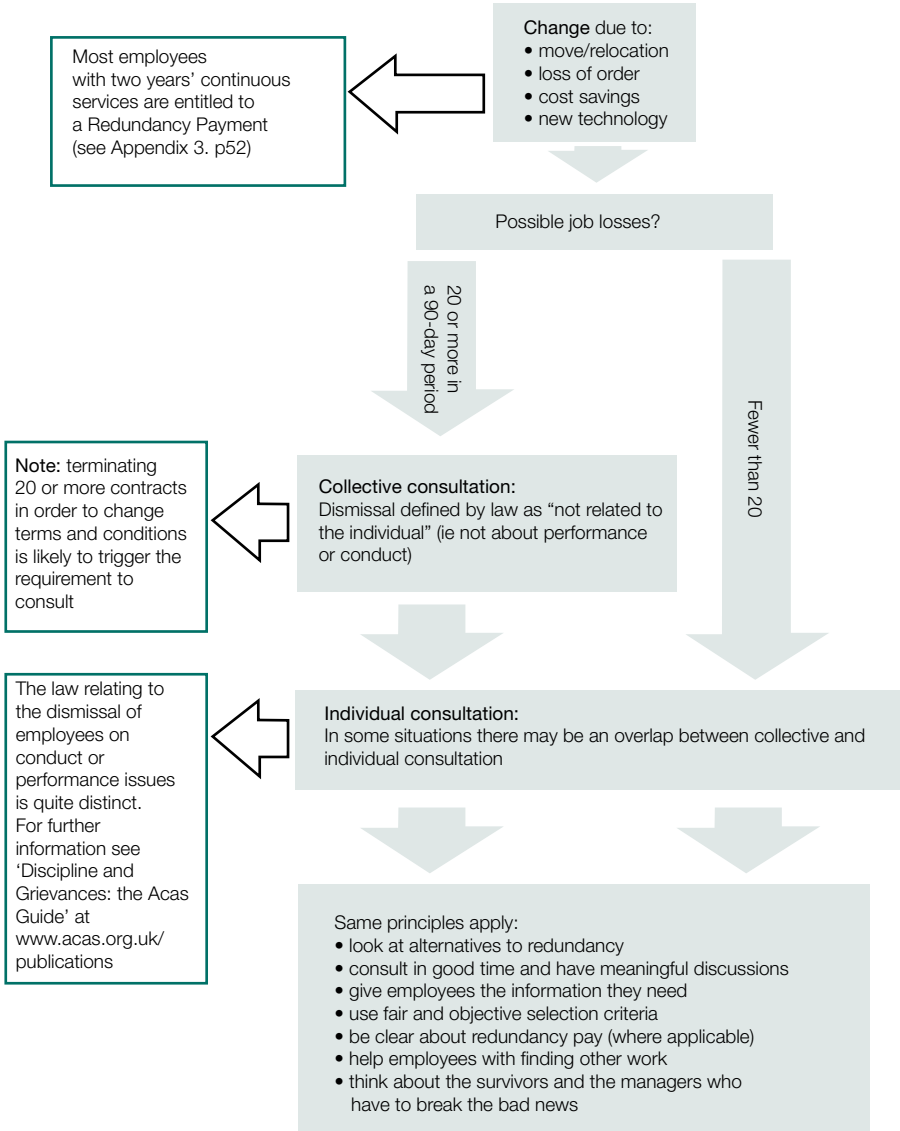 Change due to:
• move/relocation
• loss of order
• cost savings
• new technology
Most employees
with two years’ continuous
services are entitled to
a Redundancy Payment
(see Appendix 3. p52)
Possible job losses?
20 or more in
a 90-day period
Fewer than 20
Collective consultation:
Dismissal defined by law as “not related to
the individual” (ie not about performance
or conduct)
Note: terminating
20 or more contracts
in order to change
terms and conditions
is likely to trigger the
requirement to
consult
Individual consultation:
In some situations there may be an overlap between collective and
individual consultation
The law relating to
the dismissal of
employees on
conduct or
performance issues
is quite distinct.
For further
information see
‘Discipline and
Grievances: the Acas
Guide’ at
www.acas.org.uk/
publications
Same principles apply:
• look at alternatives to redundancy
• consult in good time and have meaningful discussions
• give employees the information they need
• use fair and objective selection criteria
• be clear about redundancy pay (where applicable)
• help employees with finding other work
• think about the survivors and the managers who
have to break the bad news